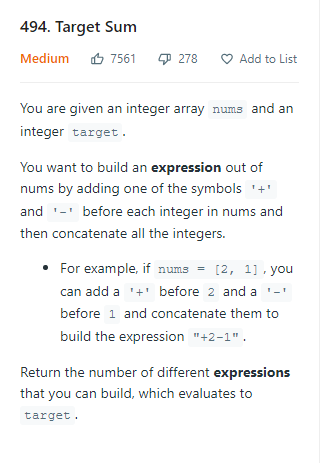 494. Target Sum
Medium 7561 278 Add to List
You are given an integer array nums and an
integer target.
You want to build an expression out of
nums by adding one of the symbols '+'
and '-' before each integer in nums and
then concatenate all the integers.
• For example, if nums = [2, 1], you
can add a '+' before 2 and a '-'
before 1 and concatenate them to
build the expression "+2-1".
Return the number of different expressions
that you can build, which evaluates to
target.